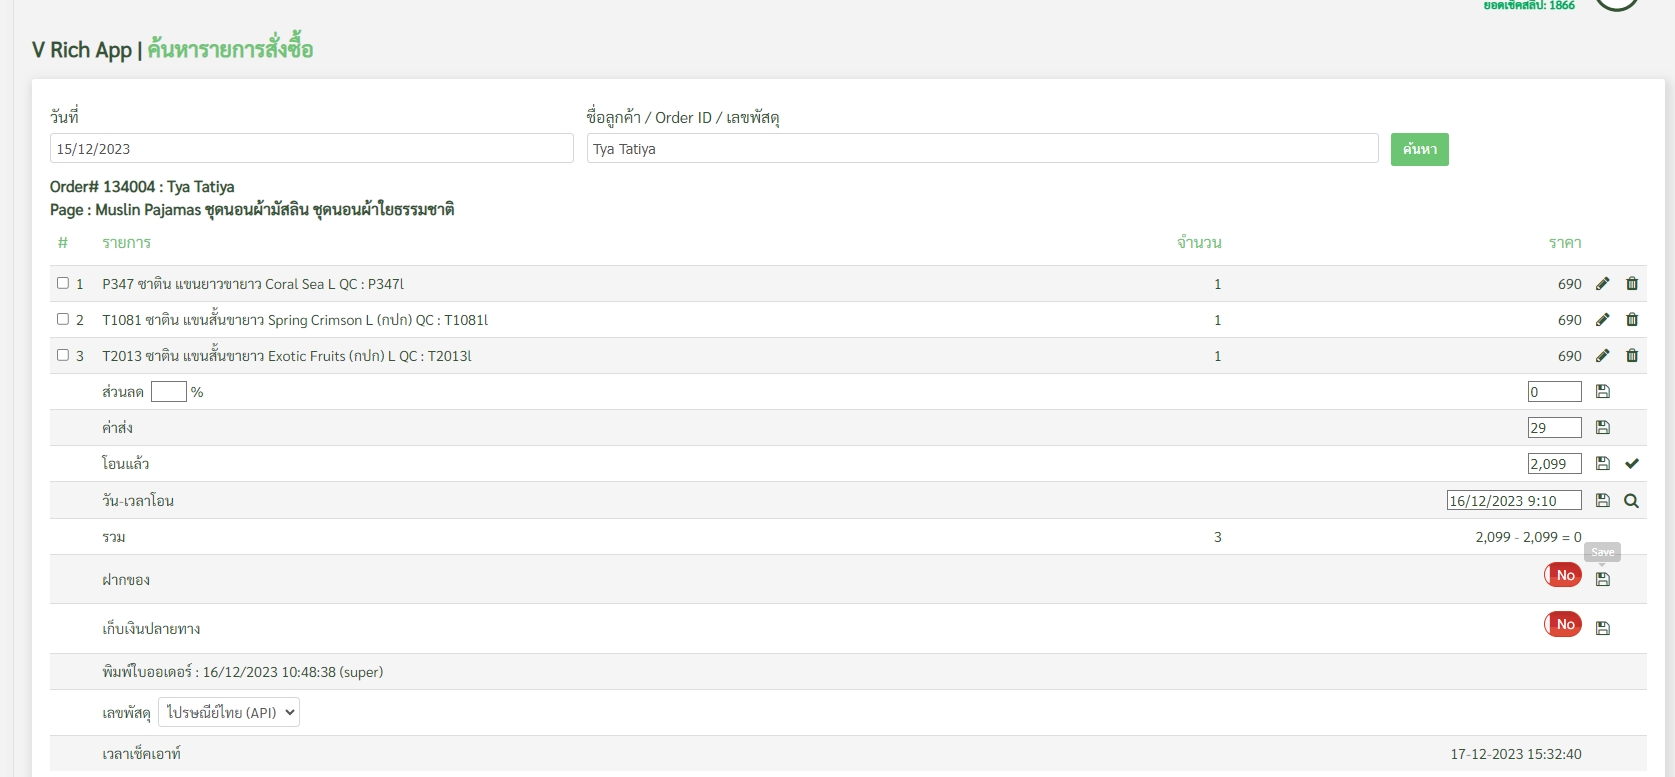 ยอดเช็คสลิป: 1866
V Rich App | ค้นหารายการสั่งซื้อ
วันที่ ชื่อลูกค้า / Order ID / เลขพัสดุ
15/12/2023 Tya Tatiya ค้นหา
Order# 134004 : Tya Tatiya
Page : Muslin Pajamas ชุดนอนผ้ามัสลิน ชุดนอนผ้าใยธรรมชาติ
# รายการ จำนวน ราคา
1 P347 ซาติน แขนยาวขายาว Coral Sea L QC : P347l 1 690
2 T1081 ซาติน แขนสั้นขายาว Spring Crimson L (กปก) QC : T1081l 1 690
3 T2013 ซาติน แขนสั้นขายาว Exotic Fruits (กปก) L QC : T2013l 1 690
ส่วนลด % 0
ค่าส่ง 29
โอนแล้ว 2,099
วัน-เวลาโอน 16/12/2023 9:10
รวม 3 2,099 - 2,099 = 0
Save
ฝากของ No
เก็บเงินปลายทาง No
พิมพ์ใบออเดอร์ : 16/12/2023 10:48:38 (super)
เลขพัสดุ ไปรษณีย์ไทย (API)
เวลาเช็คเอาท์ 17-12-2023 15:32:40